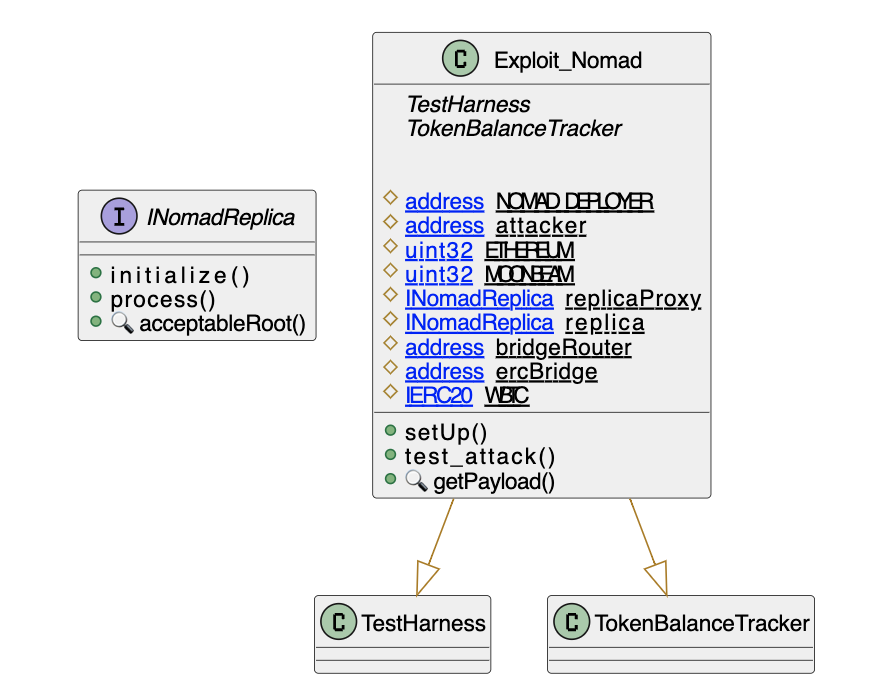 C Exploit_Nomad
TestHarness
TokenBalanceTracker
address NOMAD_DEPLOYER
address attacker
uint32 ETHEREUM
uint32 MOONBEAM
INomadReplica replicaProxy
INomadReplica replica
address bridgeRouter
address ercBridge
IERC20 WBTC
setUp()
test_attack()
🔍 getPayload()
I INomadReplica
initialize()
process()
🔍 acceptableRoot()
C TestHarness
C TokenBalanceTracker